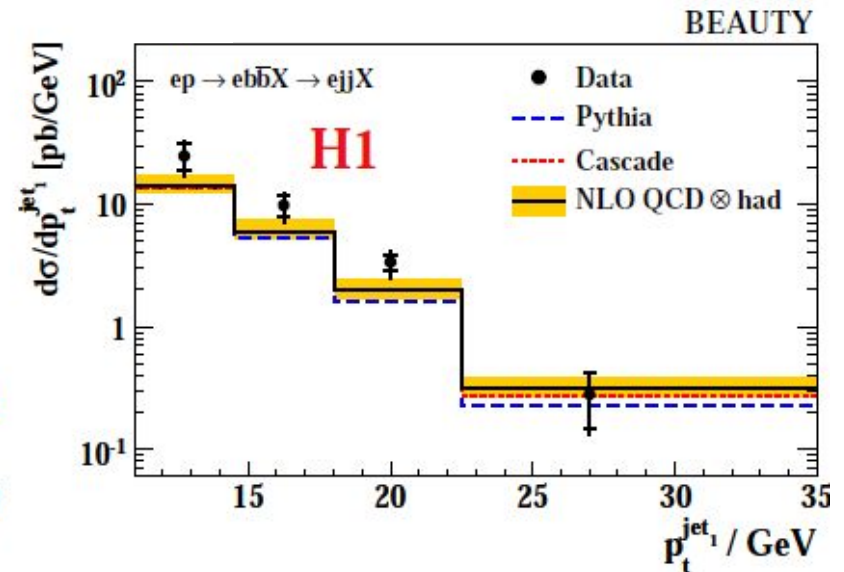 BEAUTY
ep → ebb̅X → ejjX
H1
Data
Pythia
Cascade
NLO QCD ⊗ had
dσ/dp_t^jet₁ [pb/GeV]
10²
10
1
10⁻¹
15 20 25 30 35
p_t^jet₁ / GeV